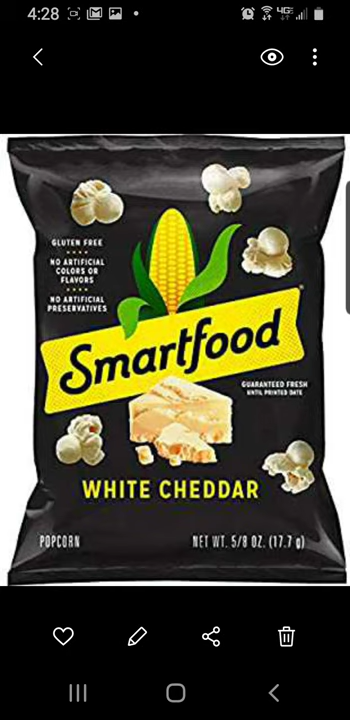 4:28
4GE
GLUTEN FREE
NO ARTIFICIAL
COLORS OR
FLAVORS
NO ARTIFICIAL
PRESERVATIVES
Smartfood
GUARANTEED FRESH
UNTIL PRINTED DATE
WHITE CHEDDAR
POPCORN
NET WT. 5/8 OZ. (17.7 g)